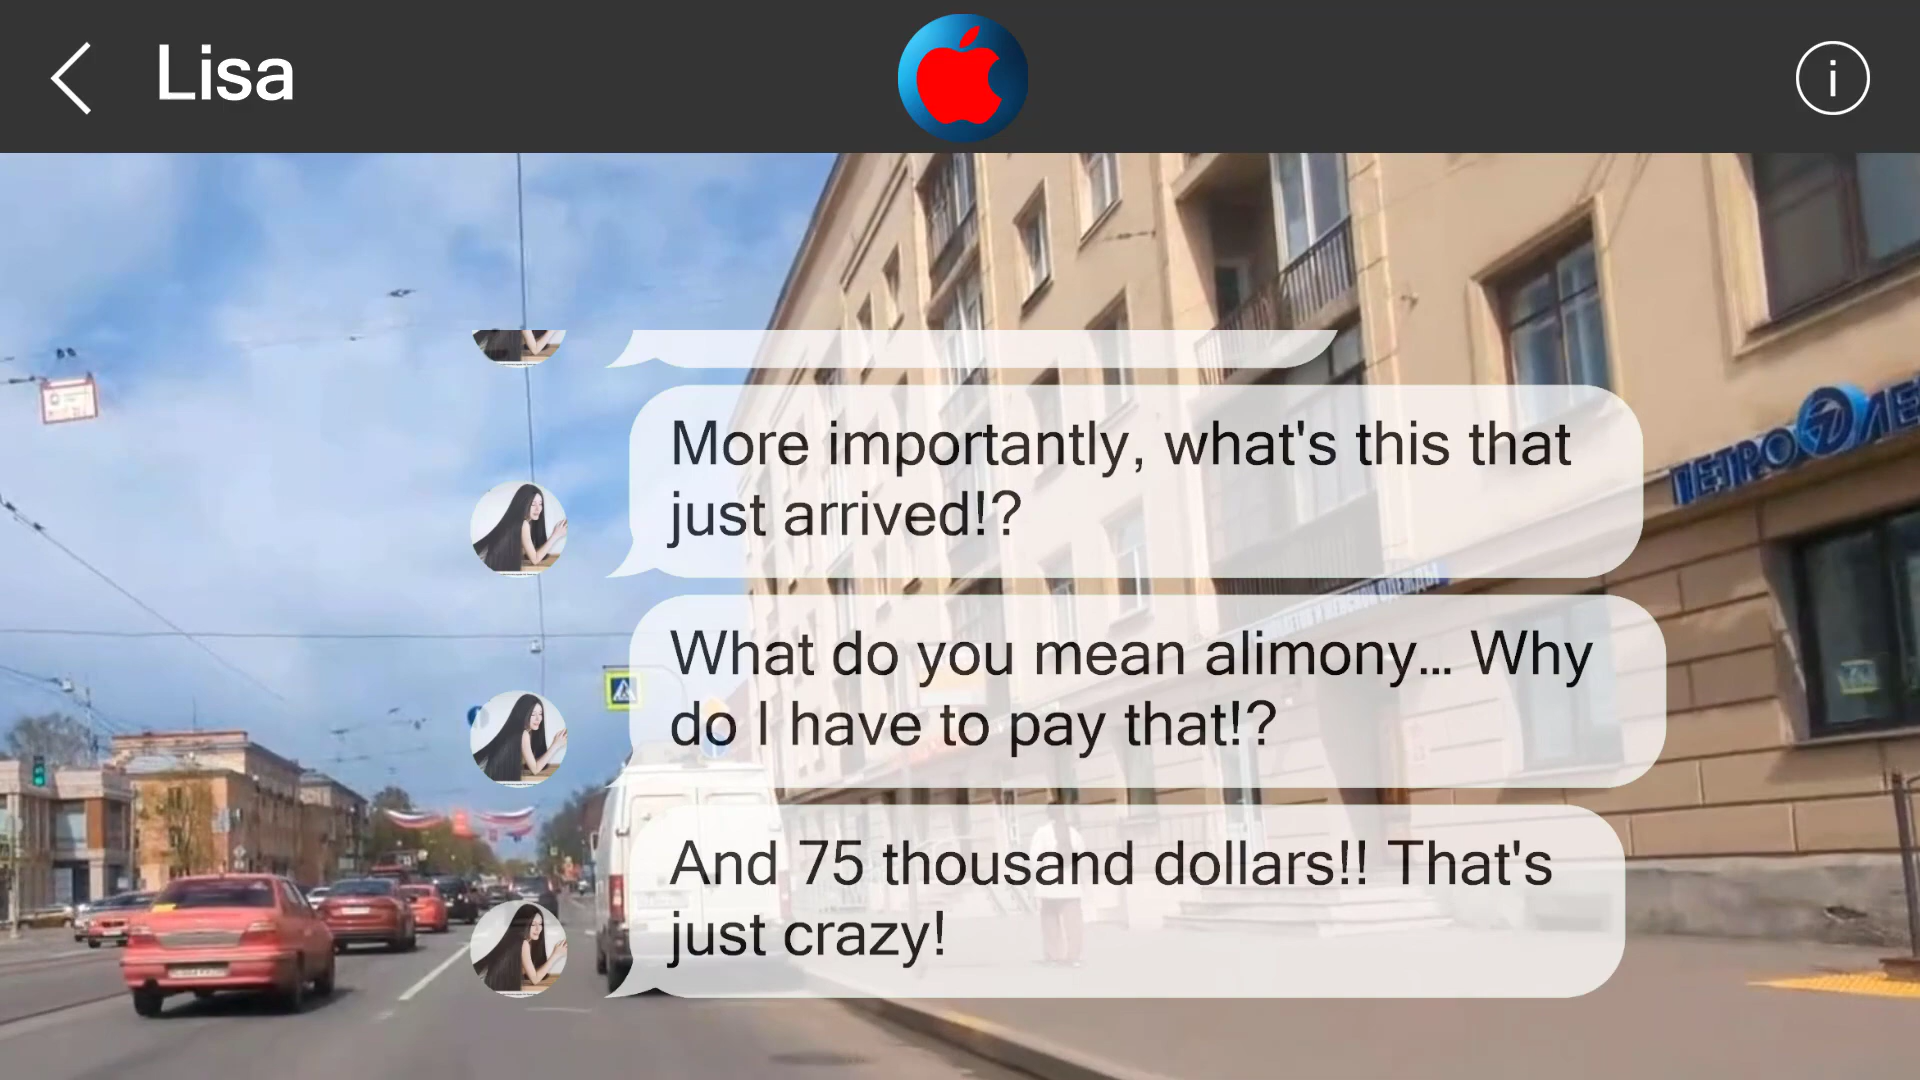 Lisa
i
More importantly, what's this that
just arrived!?
ПЕТРО
What do you mean alimony... Why
do I have to pay that!?
And 75 thousand dollars!! That's
just crazy!